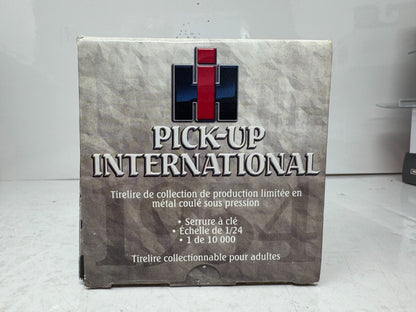 IH
PICK-UP
INTERNATIONAL
Tirelire de collection de production limitée en
métal coulé sous pression
• Serrure à clé
• Échelle de 1/24
• 1 de 10 000
Tirelire collectionnable pour adultes